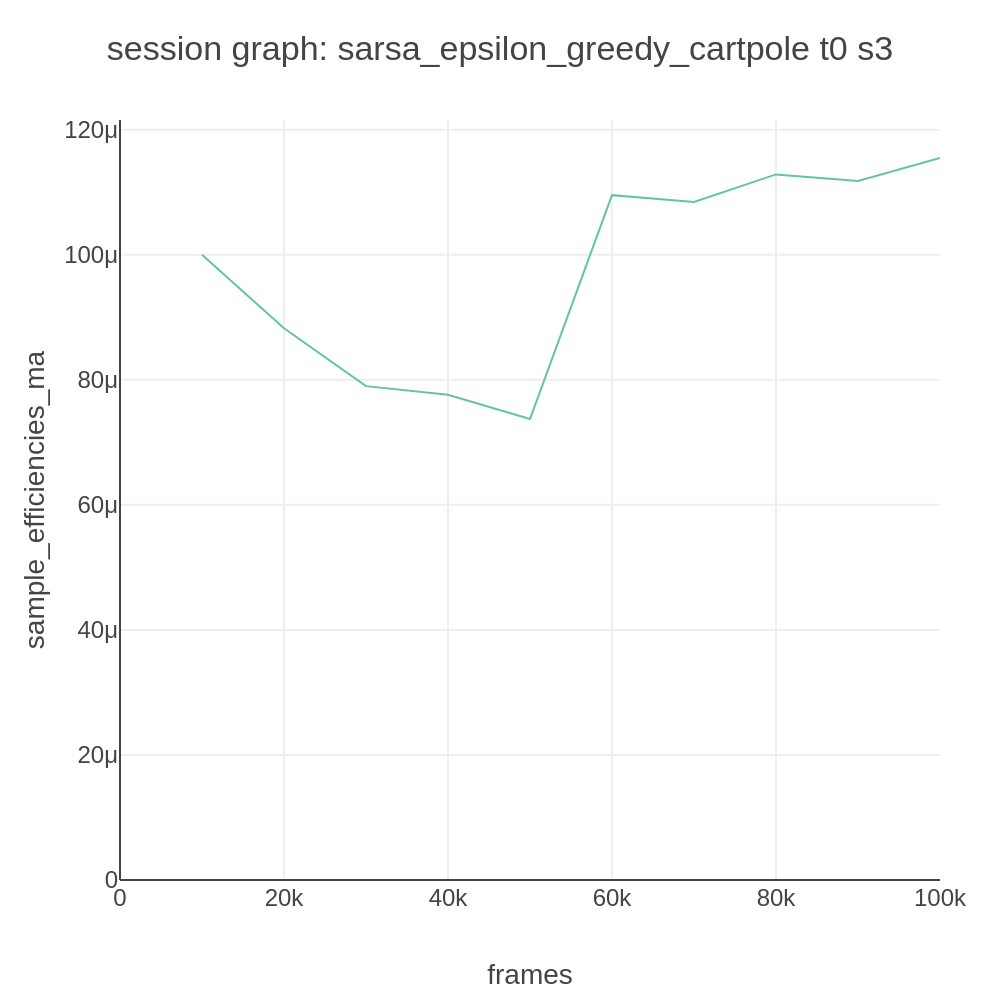 session graph: sarsa_epsilon_greedy_cartpole t0 s3
120μ
100μ
80μ
60μ
40μ
20μ
0
sample_efficiencies_ma
0 20k 40k 60k 80k 100k
frames